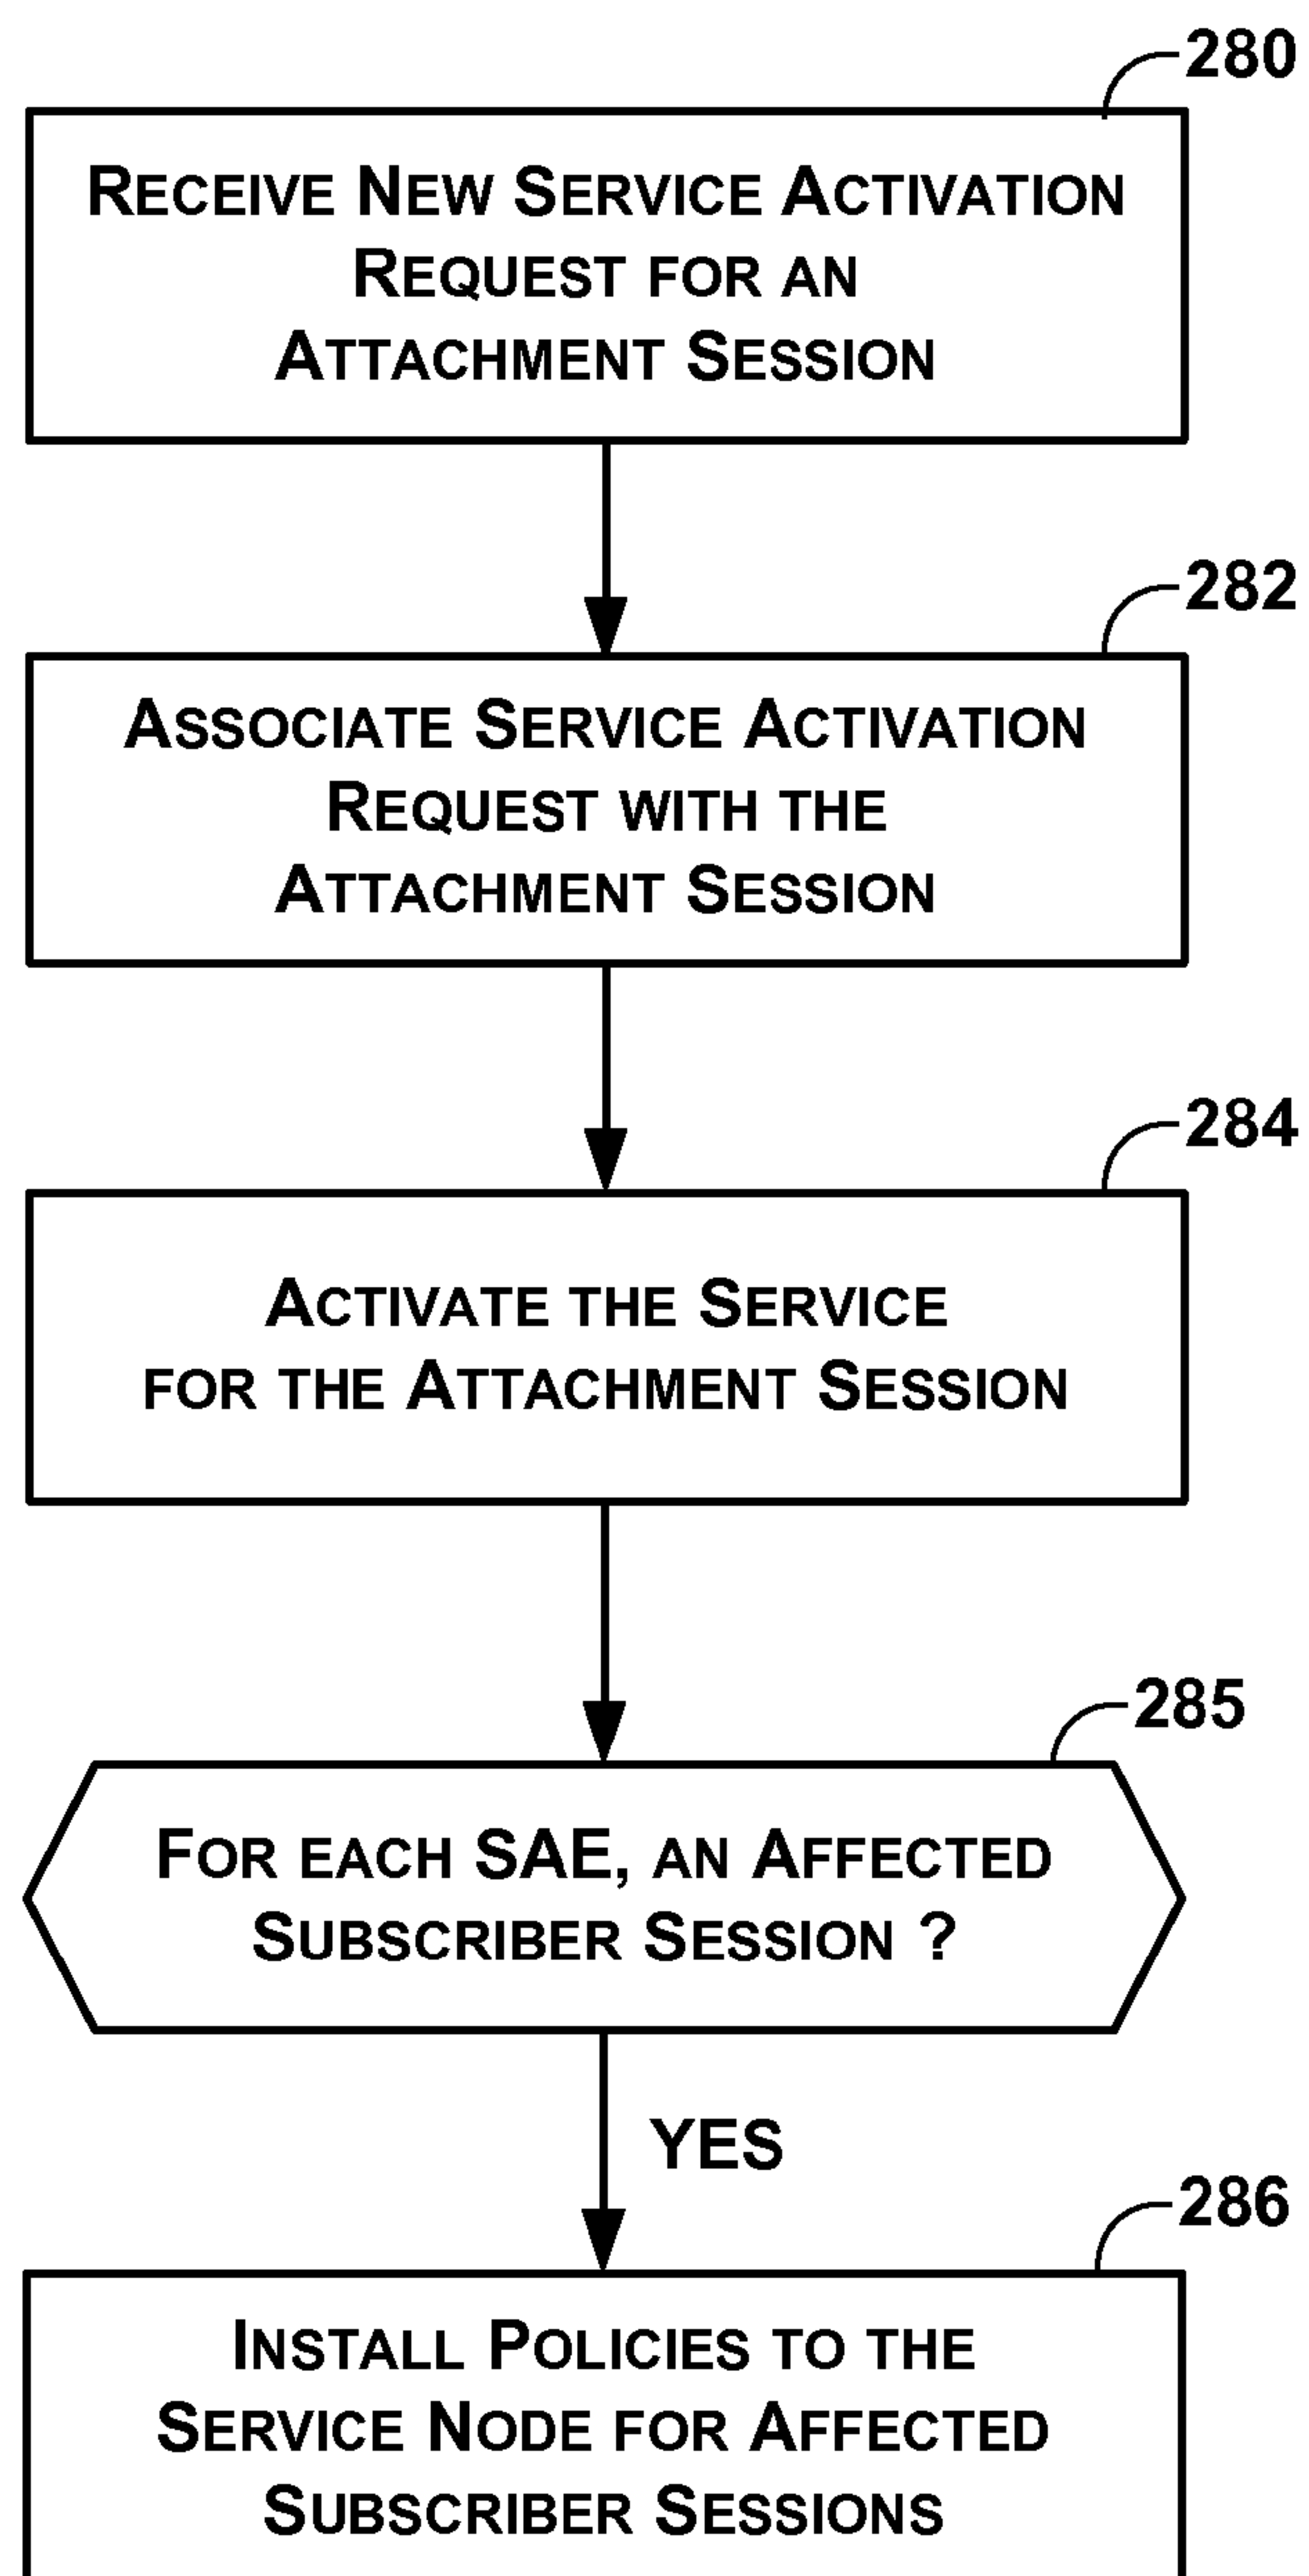 280
RECEIVE NEW SERVICE ACTIVATION
REQUEST FOR AN
ATTACHMENT SESSION
282
ASSOCIATE SERVICE ACTIVATION
REQUEST WITH THE
ATTACHMENT SESSION
284
ACTIVATE THE SERVICE
FOR THE ATTACHMENT SESSION
285
FOR EACH SAE, AN AFFECTED
SUBSCRIBER SESSION ?
YES
286
INSTALL POLICIES TO THE
SERVICE NODE FOR AFFECTED
SUBSCRIBER SESSIONS